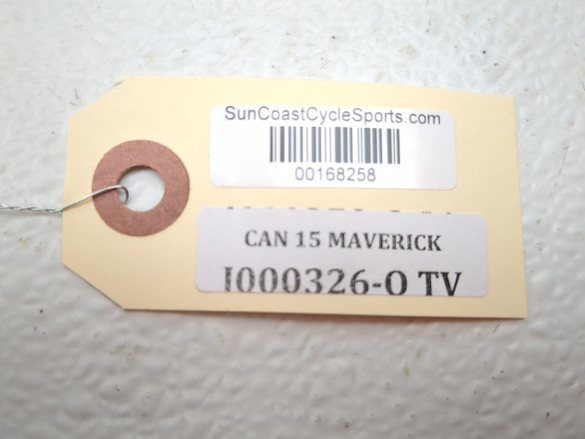 SunCoastCycleSports.com
00168258
CAN 15 MAVERICK
I000326-O TV